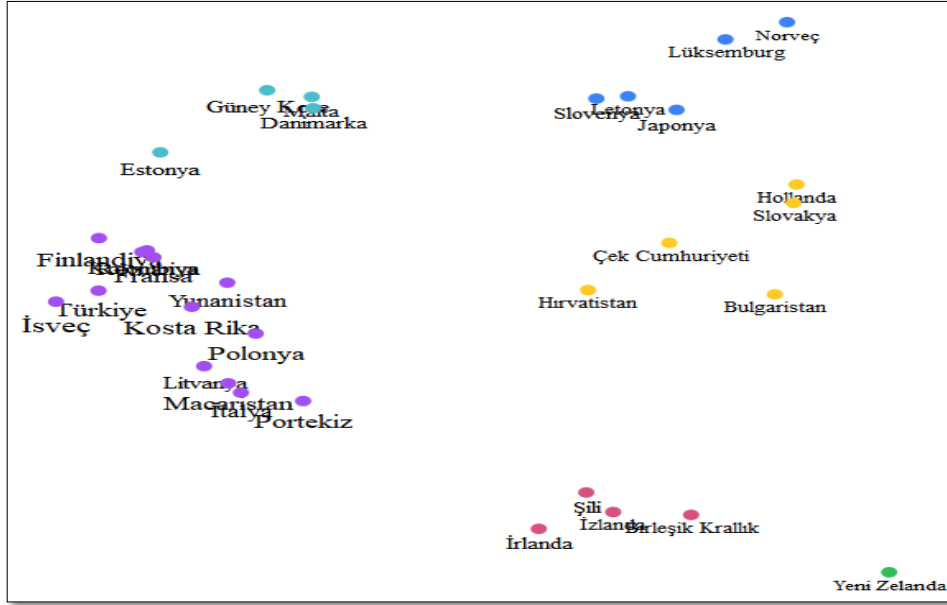 Norveç
Lüksemburg
Güney Kore
Malta
Danimarka
Slovenya
Letonya
Japonya
Estonya
Hollanda
Slovakya
Çek Cumhuriyeti
Finlandiya
Fransa
Yunanistan
Türkiye
İsveç
Kosta Rika
Hırvatistan
Bulgaristan
Polonya
Litvanya
Macaristan
İtalya
Portekiz
Şili
İzlanda
Birleşik Krallık
İrlanda
Yeni Zelanda